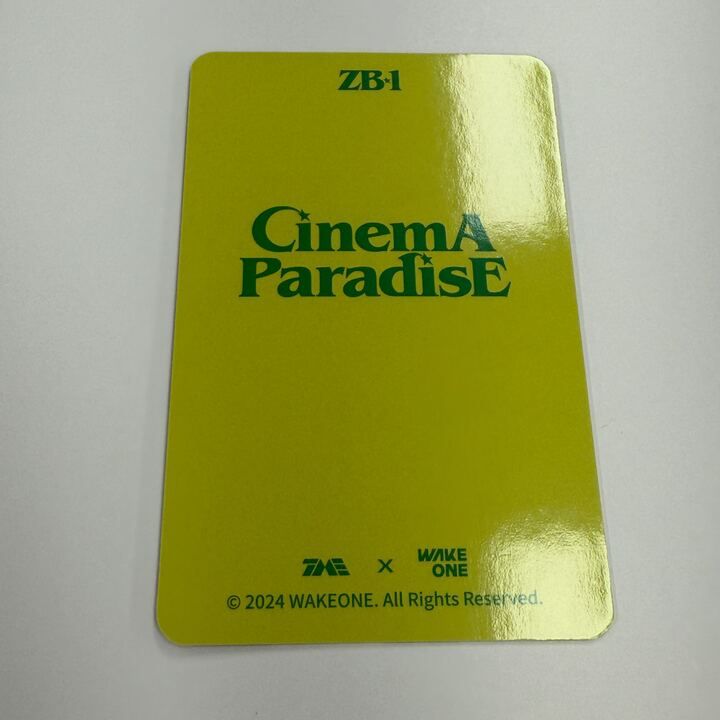 ZB1
CinemA
ParadisE
TME X WAKE
ONE
© 2024 WAKEONE. All Rights Reserved.